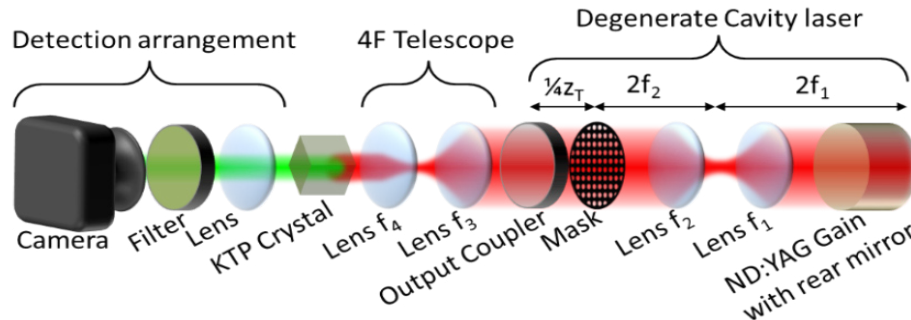 Degenerate Cavity laser
Detection arrangement
4F Telescope
¼z_T
2f₂
2f₁
Camera
Filter
Lens
KTP Crystal
Lens f₄
Lens f₃
Output Coupler
Mask
Lens f₂
Lens f₁
ND:YAG Gain
with rear mirror